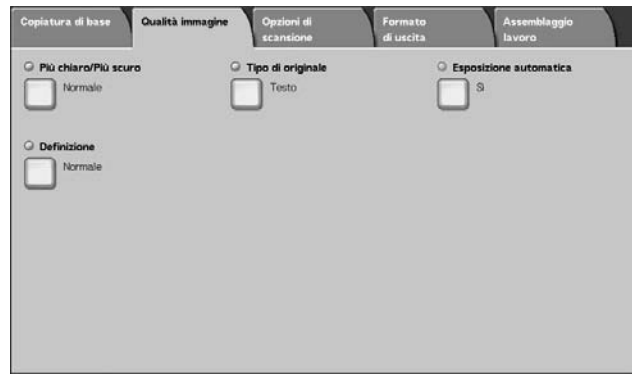 Copiatura di base Qualità immagine Opzioni di scansione Formato di uscita Assemblaggio lavoro
Più chiaro/Più scuro Tipo di originale Esposizione automatica
Normale Testo Sì
Definizione
Normale